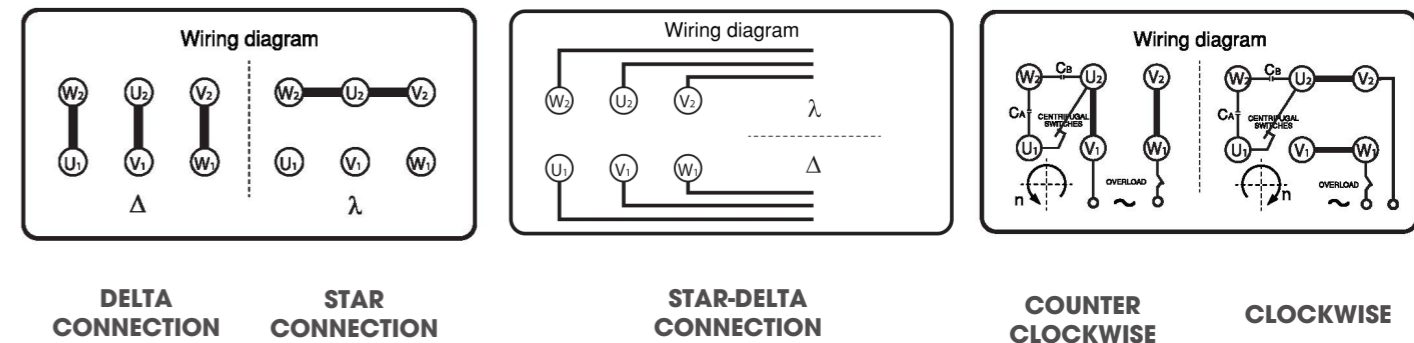 Wiring diagram
W2 U2 V2
U1 V1 W1
Δ
W2 U2 V2
U1 V1 W1
λ
Wiring diagram
W2 U2 V2
λ
U1 V1 W1
Δ
Wiring diagram
W2 CB U2 V2
CA
CENTRIFUGAL
SWITCHES
U1 V1 W1
n
OVERLOAD
~
W2 CB U2 V2
CA
CENTRIFUGAL
SWITCHES
U1 V1 W1
n
OVERLOAD
~
DELTA
CONNECTION
STAR
CONNECTION
STAR-DELTA
CONNECTION
COUNTER
CLOCKWISE
CLOCKWISE